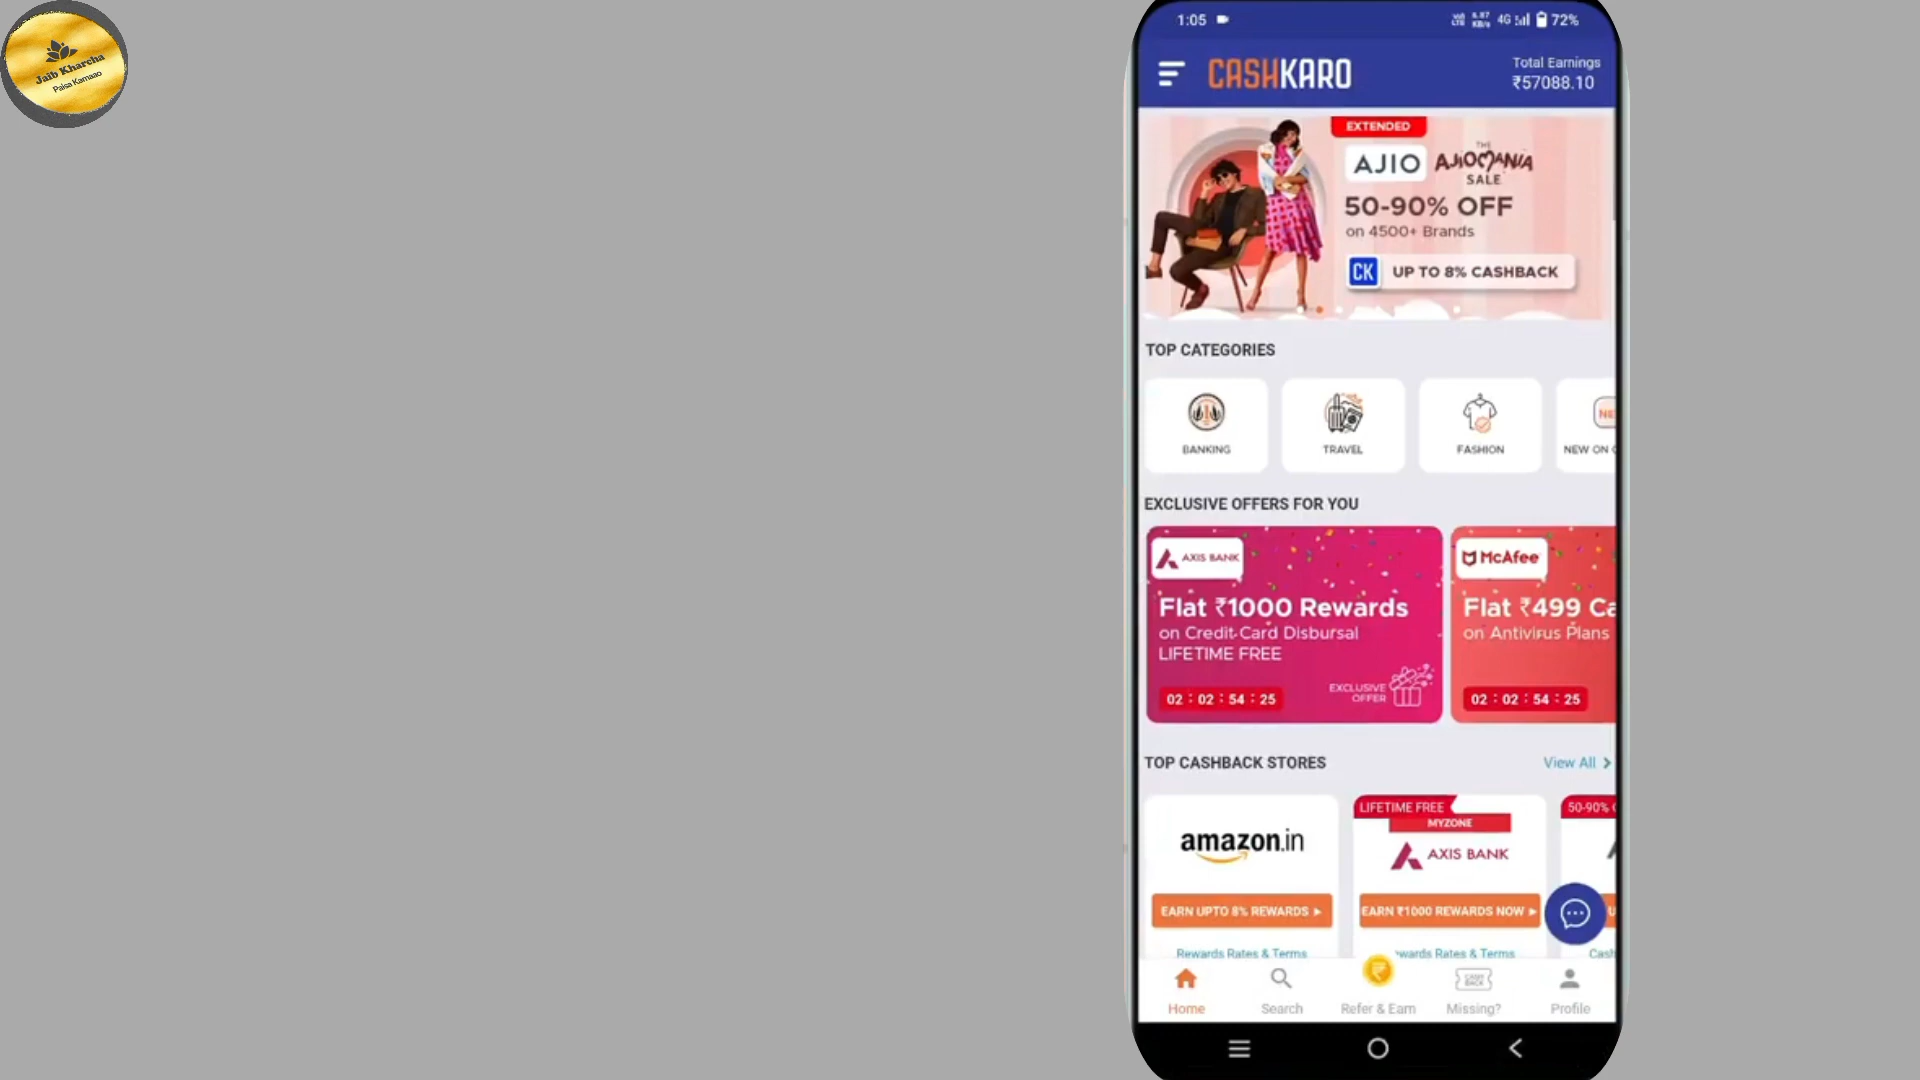 Jaib Kharcha
Paisa Kamaao
1:05
4G
72%
CASHKARO
Total Earnings
₹57088.10
EXTENDED
AJIO
THE
AJIOMANIA
SALE
50-90% OFF
on 4500+ Brands
CK UP TO 8% CASHBACK
TOP CATEGORIES
BANKING
TRAVEL
FASHION
NEW ON
EXCLUSIVE OFFERS FOR YOU
AXIS BANK
Flat ₹1000 Rewards
on Credit Card Disbursal
LIFETIME FREE
EXCLUSIVE
OFFER
02 : 02 : 54 : 25
McAfee
Flat ₹499 Ca
on Antivirus Plans
02 : 02 : 54 : 25
TOP CASHBACK STORES
View All
amazon.in
EARN UPTO 8% REWARDS
Rewards Rates & Terms
LIFETIME FREE
MYZONE
AXIS BANK
EARN ₹1000 REWARDS NOW
wards Rates & Terms
50-90%
Cash
Home
Search
Refer & Earn
CASH
BACK
Missing?
Profile